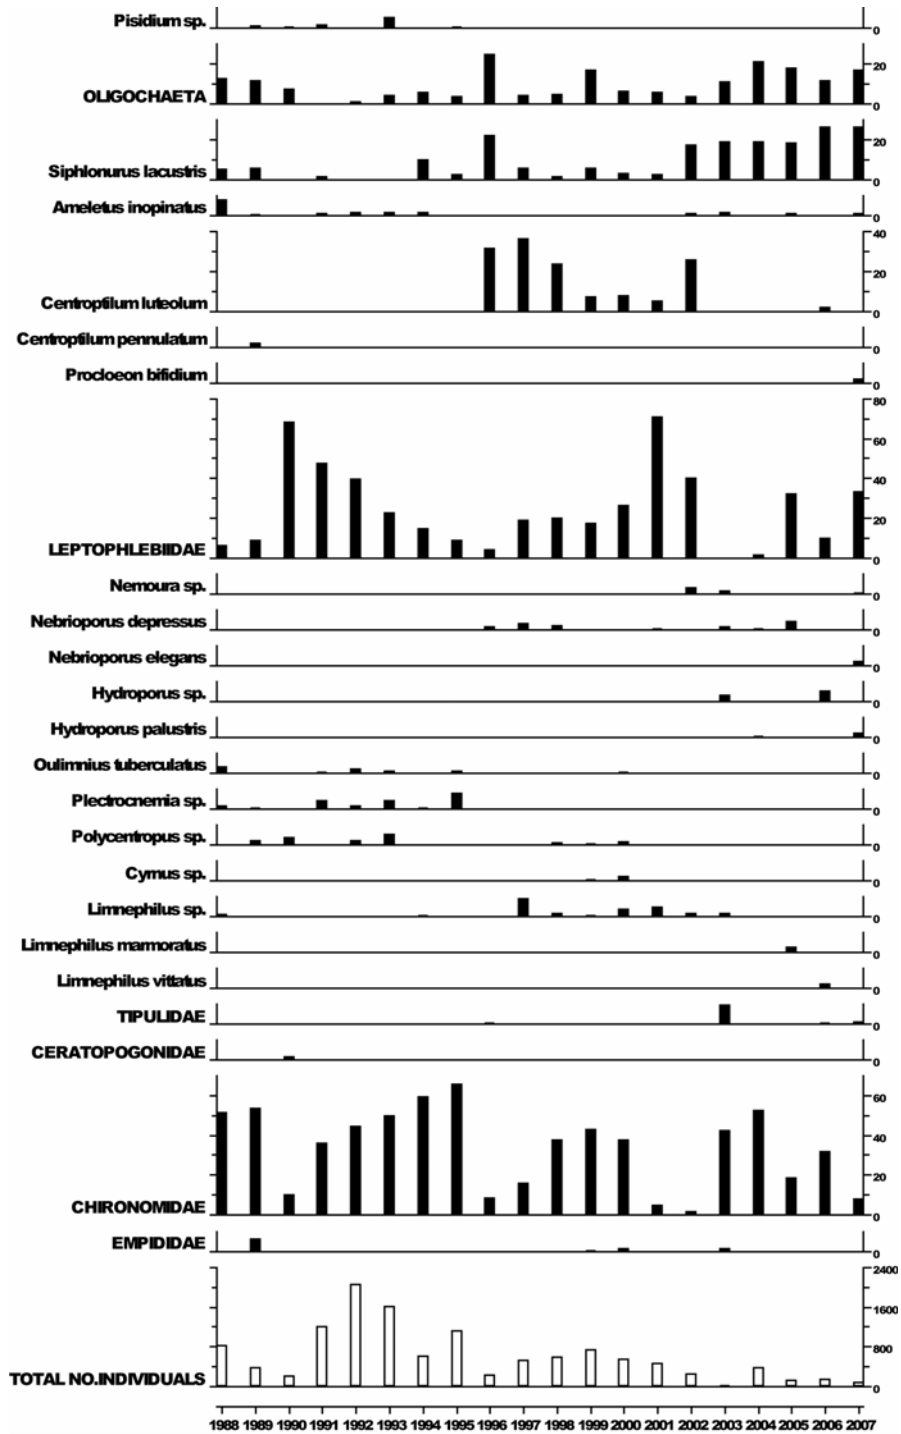 Pisidium sp.
0
20
OLIGOCHAETA
0
20
Siphlonurus lacustris
0
Ameletus inopinatus
0
40
20
Centroptilum luteolum
0
Centroptilum pennulatum
0
Procloeon bifidium
0
80
60
40
20
LEPTOPHLEBIIDAE
0
Nemoura sp.
0
Nebrioporus depressus
0
Nebrioporus elegans
0
Hydroporus sp.
0
Hydroporus palustris
0
Oulimnius tuberculatus
0
Plectrocnemia sp.
0
Polycentropus sp.
0
Cyrnus sp.
0
Limnephilus sp.
0
Limnephilus marmoratus
0
Limnephilus vittatus
0
TIPULIDAE
0
CERATOPOGONIDAE
0
60
40
20
CHIRONOMIDAE
0
EMPIDIDAE
0
2400
1600
800
TOTAL NO.INDIVIDUALS
0
1988 1989 1990 1991 1992 1993 1994 1995 1996 1997 1998 1999 2000 2001 2002 2003 2004 2005 2006 2007